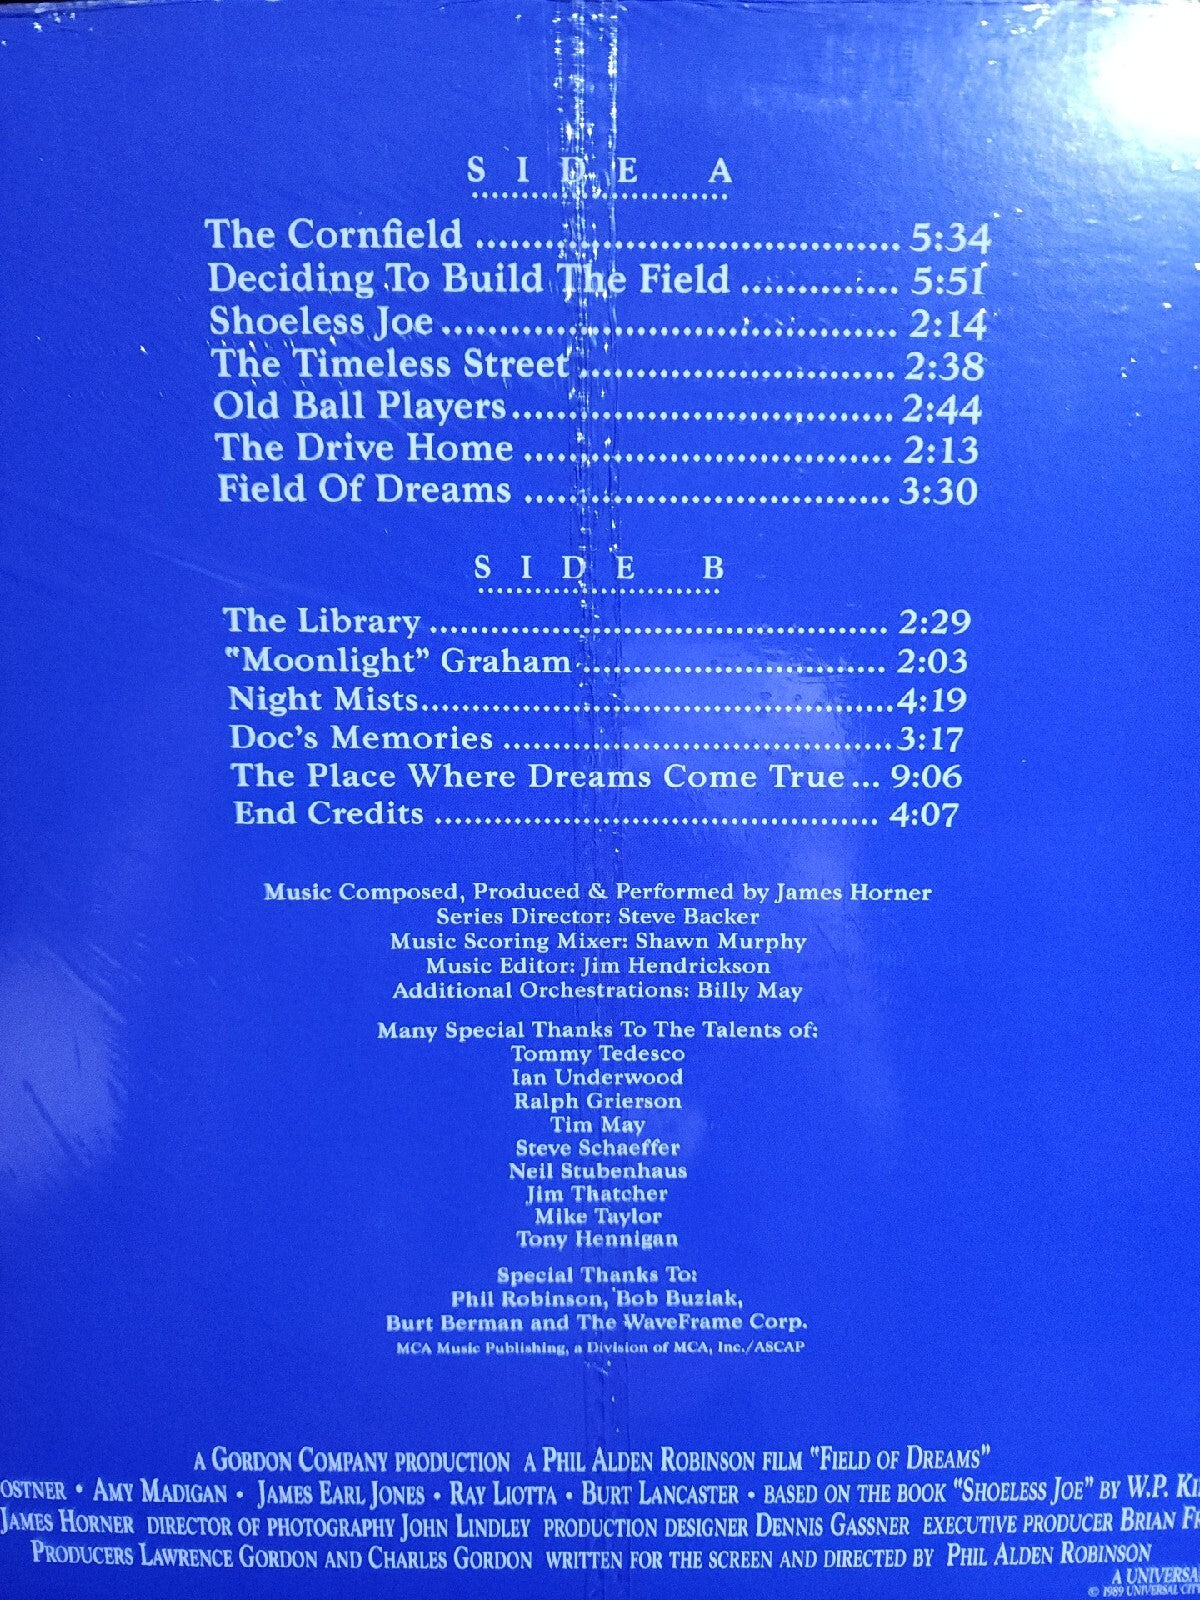 SIDE A
The Cornfield ..................................... 5:34
Deciding To Build The Field .............. 5:51
Shoeless Joe ........................................ 2:14
The Timeless Street ............................ 2:38
Old Ball Players .................................. 2:44
The Drive Home ................................ 2:13
Field Of Dreams ................................ 3:30
SIDE B
The Library ........................................ 2:29
"Moonlight" Graham .......................... 2:03
Night Mists ......................................... 4:19
Doc's Memories .................................. 3:17
The Place Where Dreams Come True ... 9:06
End Credits ....................................... 4:07
Music Composed, Produced & Performed by James Horner
Series Director: Steve Backer
Music Scoring Mixer: Shawn Murphy
Music Editor: Jim Hendrickson
Additional Orchestrations: Billy May
Many Special Thanks To The Talents of:
Tommy Tedesco
Ian Underwood
Ralph Grierson
Tim May
Steve Schaeffer
Neil Stubenhaus
Jim Thatcher
Mike Taylor
Tony Hennigan
Special Thanks To:
Phil Robinson, Bob Buziak,
Burt Berman and The WaveFrame Corp.
MCA Music Publishing, a Division of MCA, Inc./ASCAP
A GORDON COMPANY PRODUCTION A PHIL ALDEN ROBINSON FILM "FIELD OF DREAMS"
OSTNER • AMY MADIGAN • JAMES EARL JONES • RAY LIOTTA • BURT LANCASTER • BASED ON THE BOOK "SHOELESS JOE" BY W.P.
JAMES HORNER DIRECTOR OF PHOTOGRAPHY JOHN LINDLEY PRODUCTION DESIGNER DENNIS GASSNER EXECUTIVE PRODUCER BRIAN
PRODUCERS LAWRENCE GORDON AND CHARLES GORDON WRITTEN FOR THE SCREEN AND DIRECTED BY PHIL ALDEN ROBINSON
A UNIVERSAL
© 1989 UNIVERSAL CITY